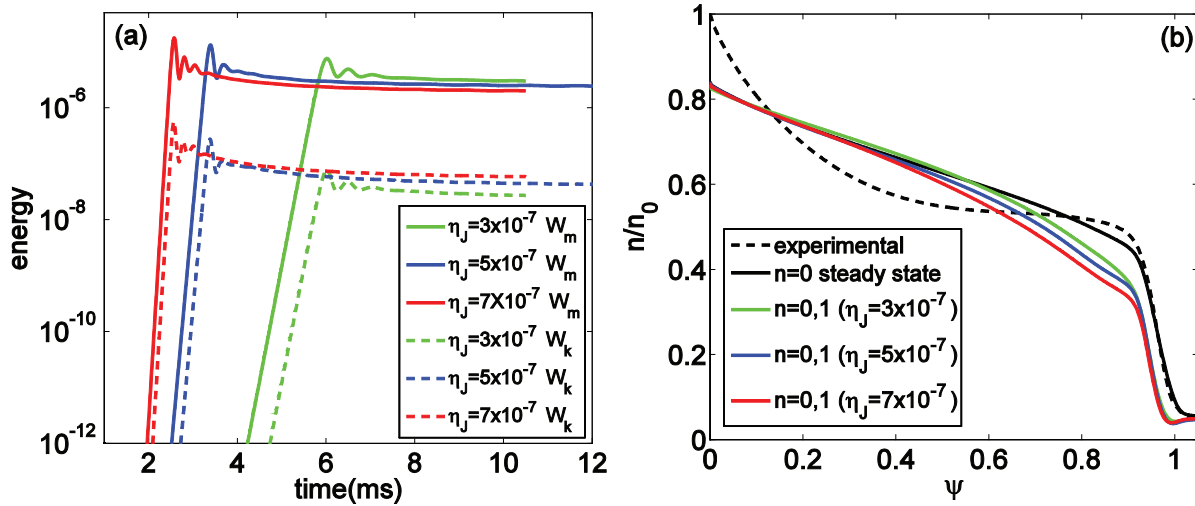 (a)
energy
10^-6
10^-8
10^-10
10^-12
2 4 6 8 10 12
time(ms)
η_J=3x10^-7 W_m
η_J=5x10^-7 W_m
η_J=7X10^-7 W_m
η_J=3x10^-7 W_k
η_J=5x10^-7 W_k
η_J=7x10^-7 W_k
(b)
n/n_0
1
0.8
0.6
0.4
0.2
0
0 0.2 0.4 0.6 0.8 1
ψ
experimental
n=0 steady state
n=0,1 (η_J=3x10^-7)
n=0,1 (η_J=5x10^-7 )
n=0,1 (η_J=7x10^-7)